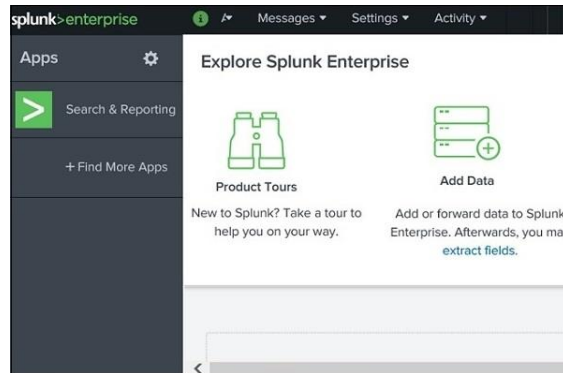 splunk>enterprise
Messages
Settings
Activity
Apps
Explore Splunk Enterprise
Search & Reporting
+ Find More Apps
Product Tours
New to Splunk? Take a tour to
help you on your way.
Add Data
Add or forward data to Splunk
Enterprise. Afterwards, you ma
extract fields.